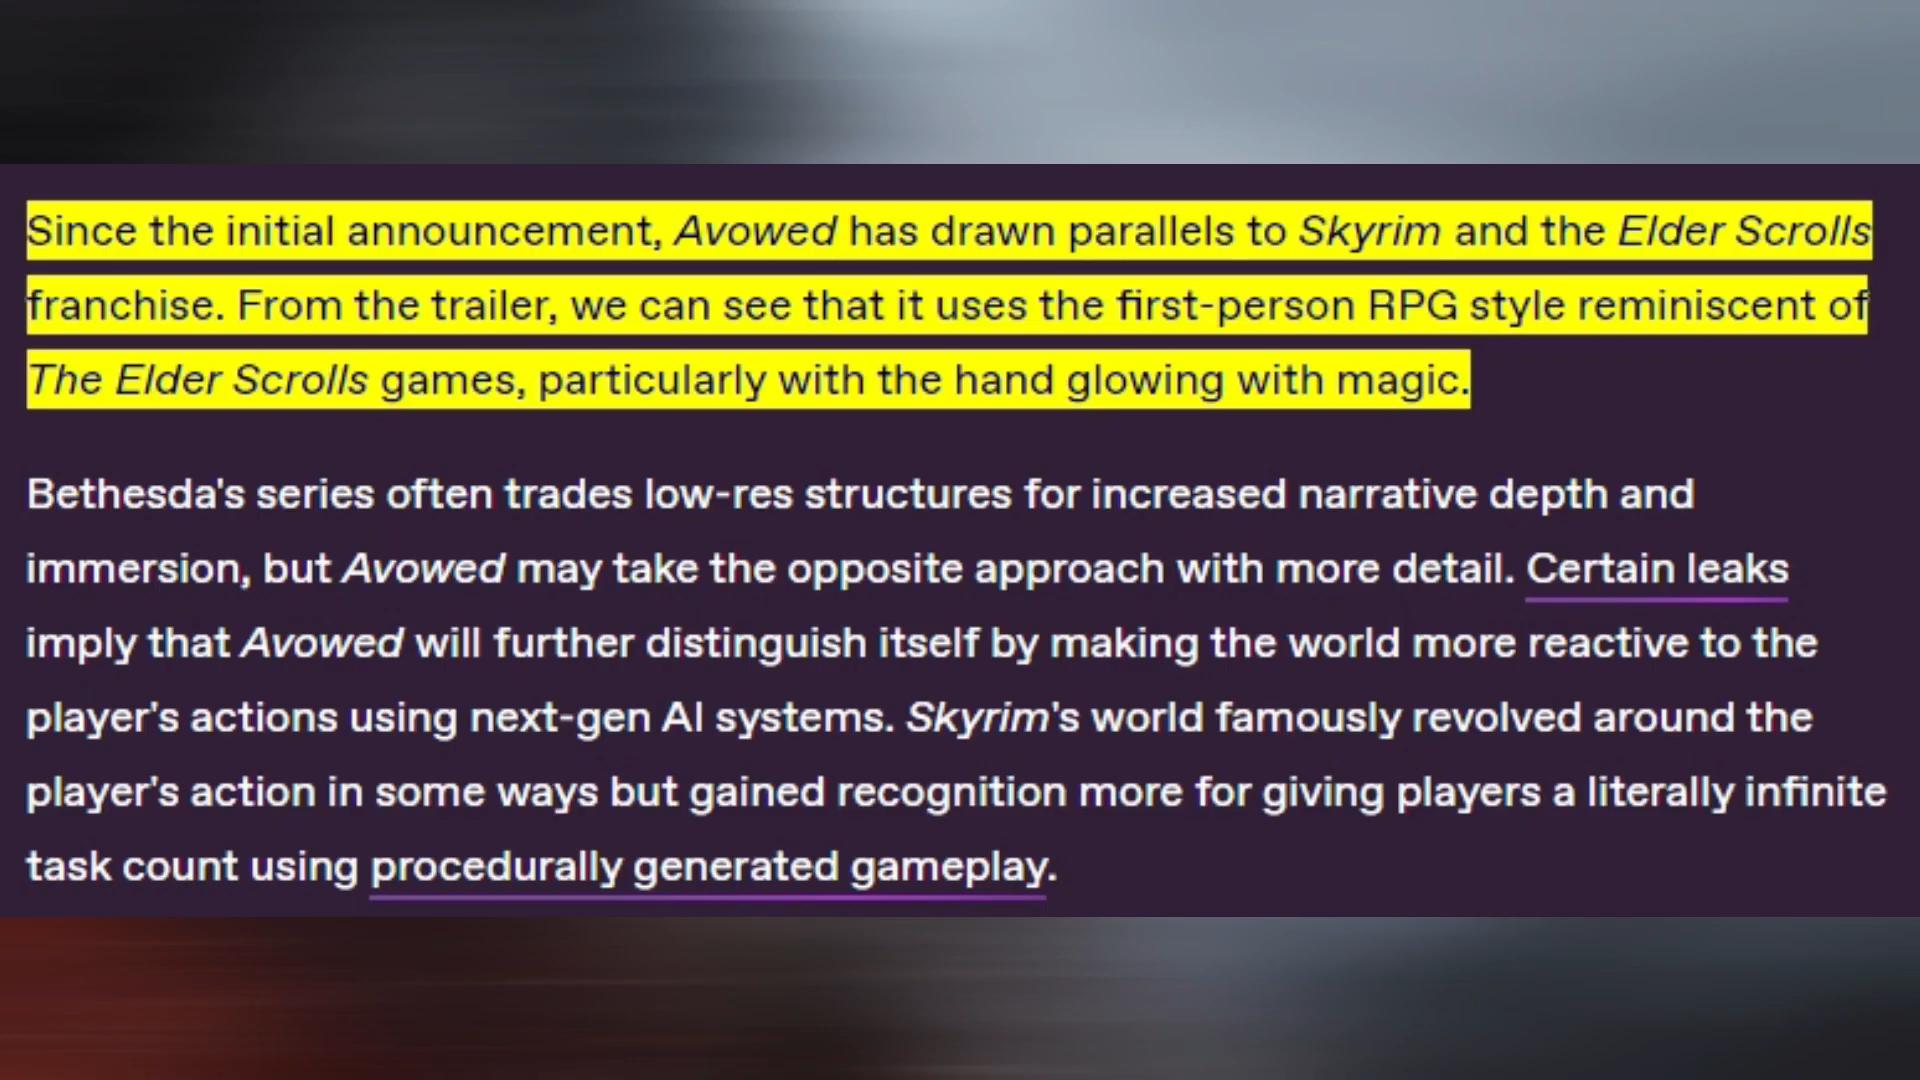 Since the initial announcement, Avowed has drawn parallels to Skyrim and the Elder Scrolls
franchise. From the trailer, we can see that it uses the first-person RPG style reminiscent of
The Elder Scrolls games, particularly with the hand glowing with magic.
Bethesda's series often trades low-res structures for increased narrative depth and
immersion, but Avowed may take the opposite approach with more detail. Certain leaks
imply that Avowed will further distinguish itself by making the world more reactive to the
player's actions using next-gen AI systems. Skyrim's world famously revolved around the
player's action in some ways but gained recognition more for giving players a literally infinite
task count using procedurally generated gameplay.